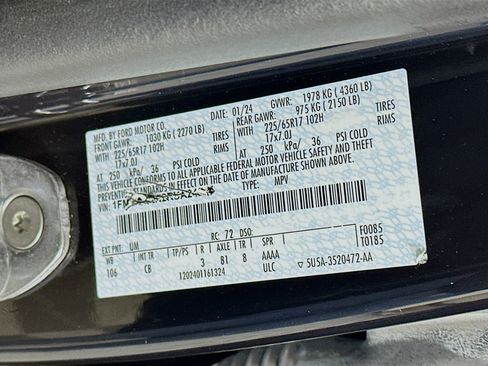 MFD. BY FORD MOTOR CO. 01/24 GVWR: 1978 KG (4360 LB)
FRONT GAWR: 1030 KG (2270 LB) REAR GAWR: 975 KG (2150 LB)
WITH 225/65R17 102H TIRES WITH: 225/65R17 102H TIRES
17x7.0J RIMS 17x7.0J RIMS
AT 250 kPa/ 36 PSI COLD AT 250 kPa/ 36 PSI COLD
THIS VEHICLE CONFORMS TO ALL APPLICABLE FEDERAL MOTOR VEHICLE SAFETY AND THEFT
PREVENTION STANDARDS IN EFFECT ON THE DATE OF MANUFACTURE SHOWN ABOVE.
VIN: 1FM TYPE: MPV
EXT PNT: UM RC: 72 DSO: F0085
WB INT TR TP/PS R AXLE TR SPR T0185
106 CB 3 81 8 AAAA
1202401161324 ULC ▽ 5U5A-3520472-AA